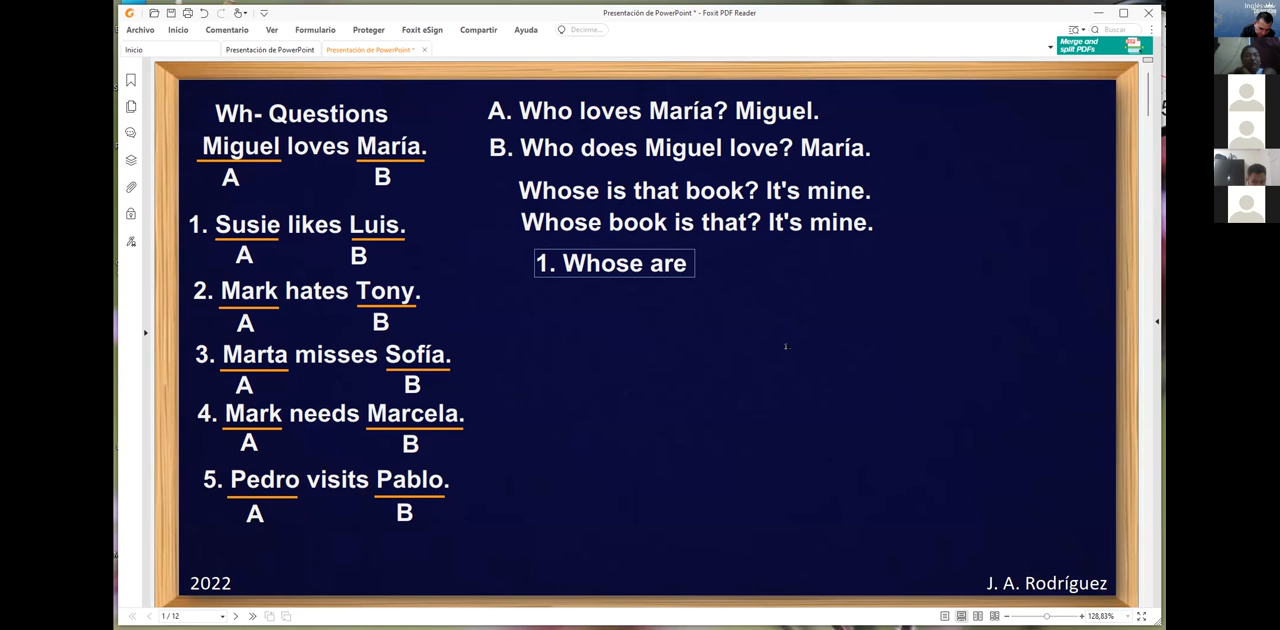 Presentación de PowerPoint * - Foxit PDF Reader
Archivo Inicio Comentario Ver Formulario Proteger Foxit eSign Compartir Ayuda Decirme... Buscar
Inicio Presentación de PowerPoint Presentación de PowerPoint *
Merge and
split PDFs
Wh- Questions
Miguel loves María.
A B
1. Susie likes Luis.
A B
2. Mark hates Tony.
A B
3. Marta misses Sofía.
A B
4. Mark needs Marcela.
A B
5. Pedro visits Pablo.
A B
A. Who loves María? Miguel.
B. Who does Miguel love? María.
Whose is that book? It's mine.
Whose book is that? It's mine.
1. Whose are
2022
J. A. Rodríguez
1 / 12
128,83%